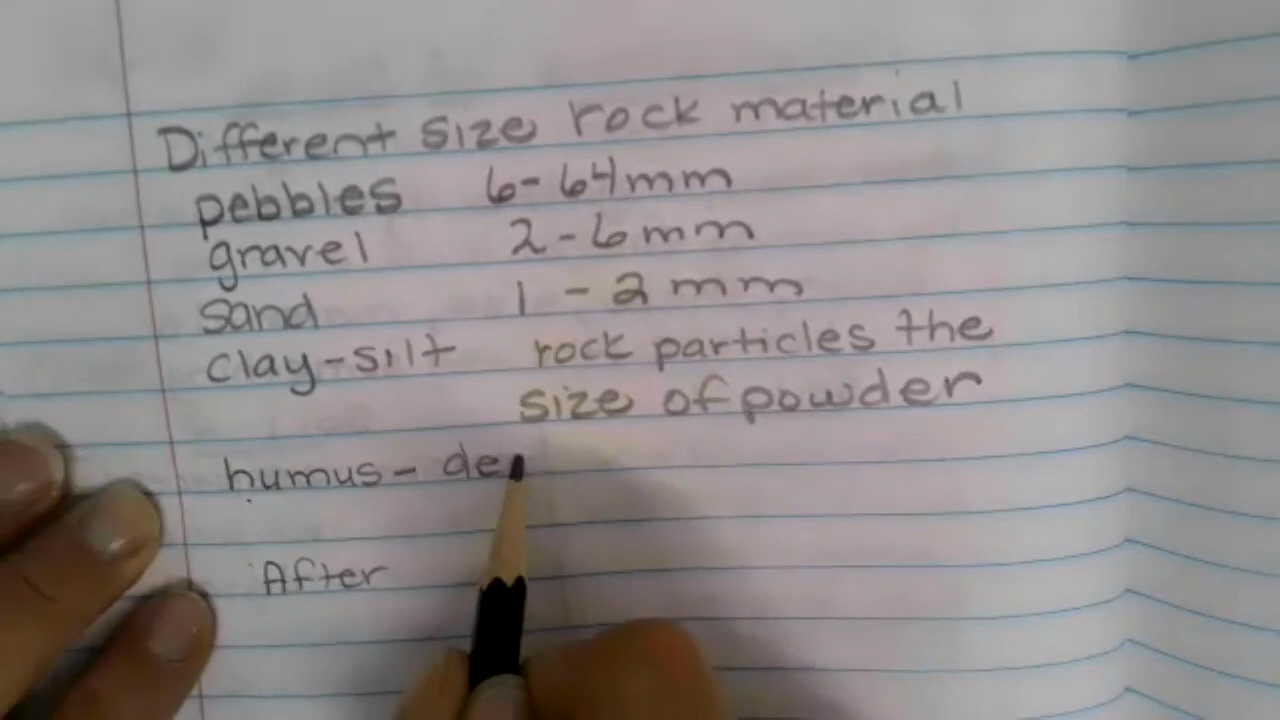 Different size rock material
pebbles 6-64mm
gravel 2-6mm
sand 1-2mm
clay-silt rock particles the
size of powder
humus- de
After